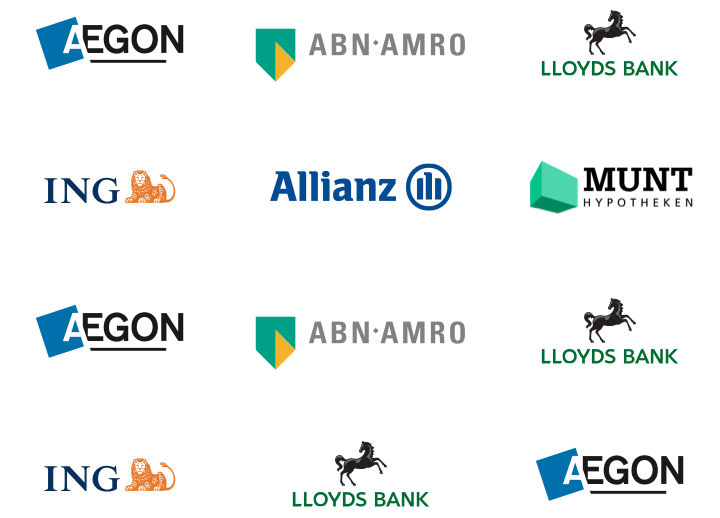 AEGON
ABN·AMRO
LLOYDS BANK
ING
Allianz
MUNT
HYPOTHEKEN
AEGON
ABN·AMRO
LLOYDS BANK
ING
LLOYDS BANK
AEGON